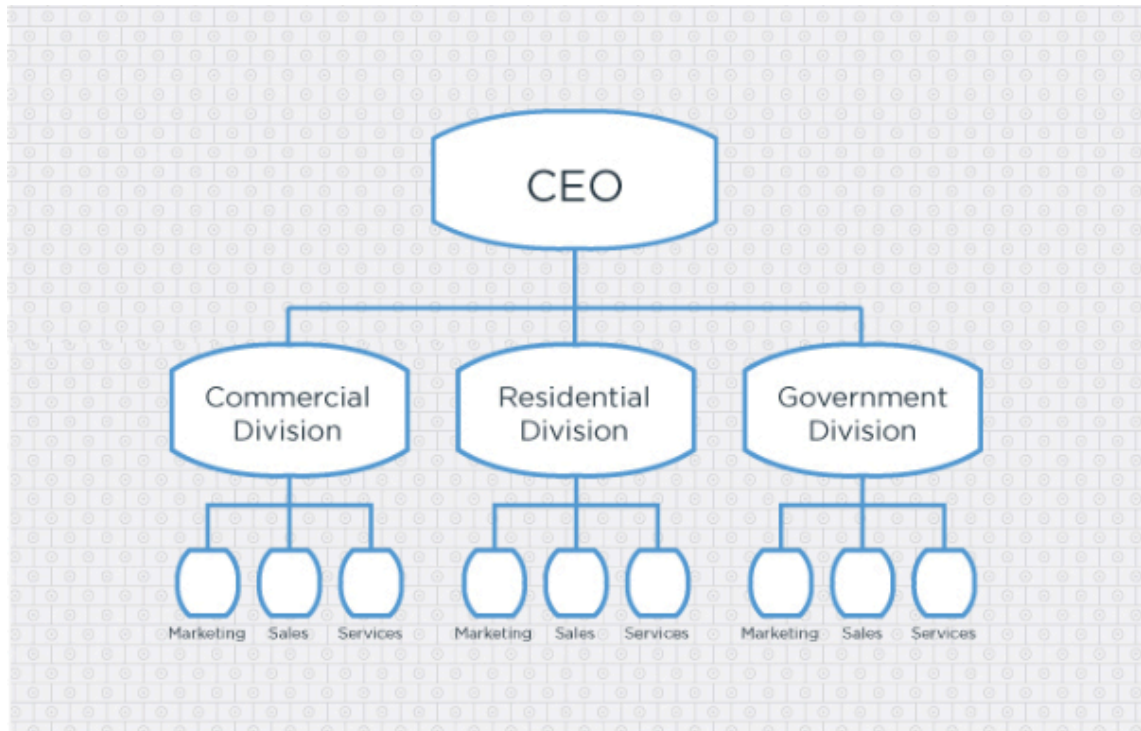 CEO
Commercial
Division
Residential
Division
Government
Division
Marketing
Sales
Services
Marketing
Sales
Services
Marketing
Sales
Services